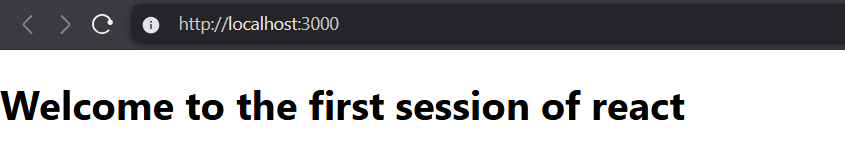 http://localhost:3000
Welcome to the first session of react